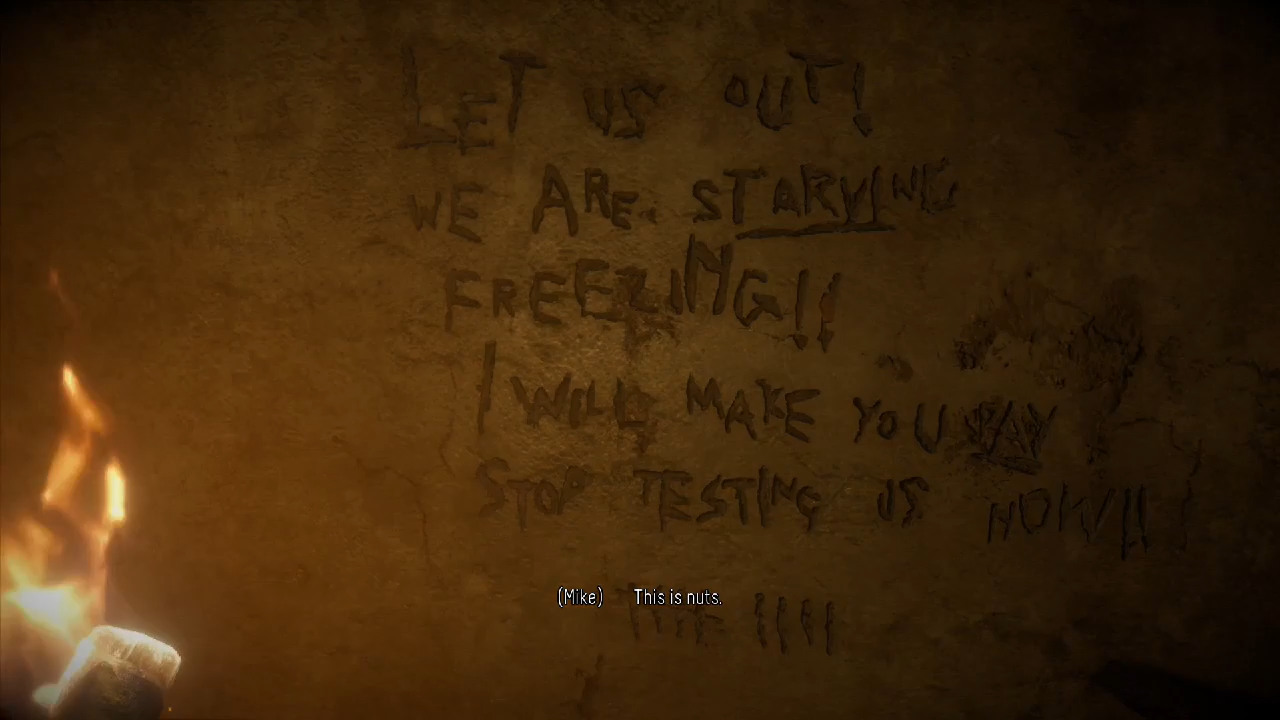 LET US OUT!
WE ARE STARVING
FREEZING!!
I WILL MAKE YOU PAY
STOP TESTING US NOW!!
(Mike) This is nuts.